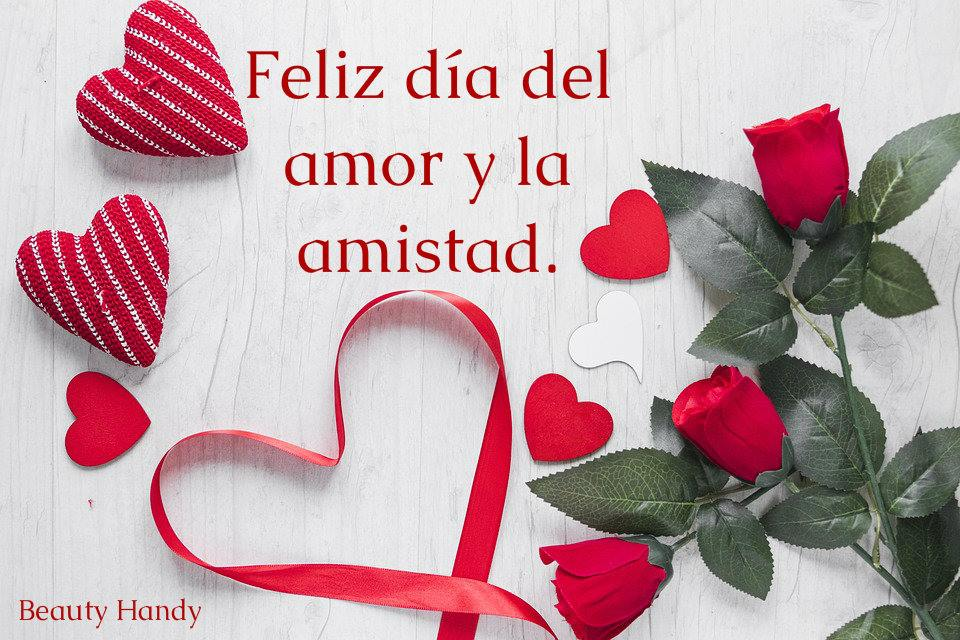 Feliz día del
amor y la
amistad.
Beauty Handy